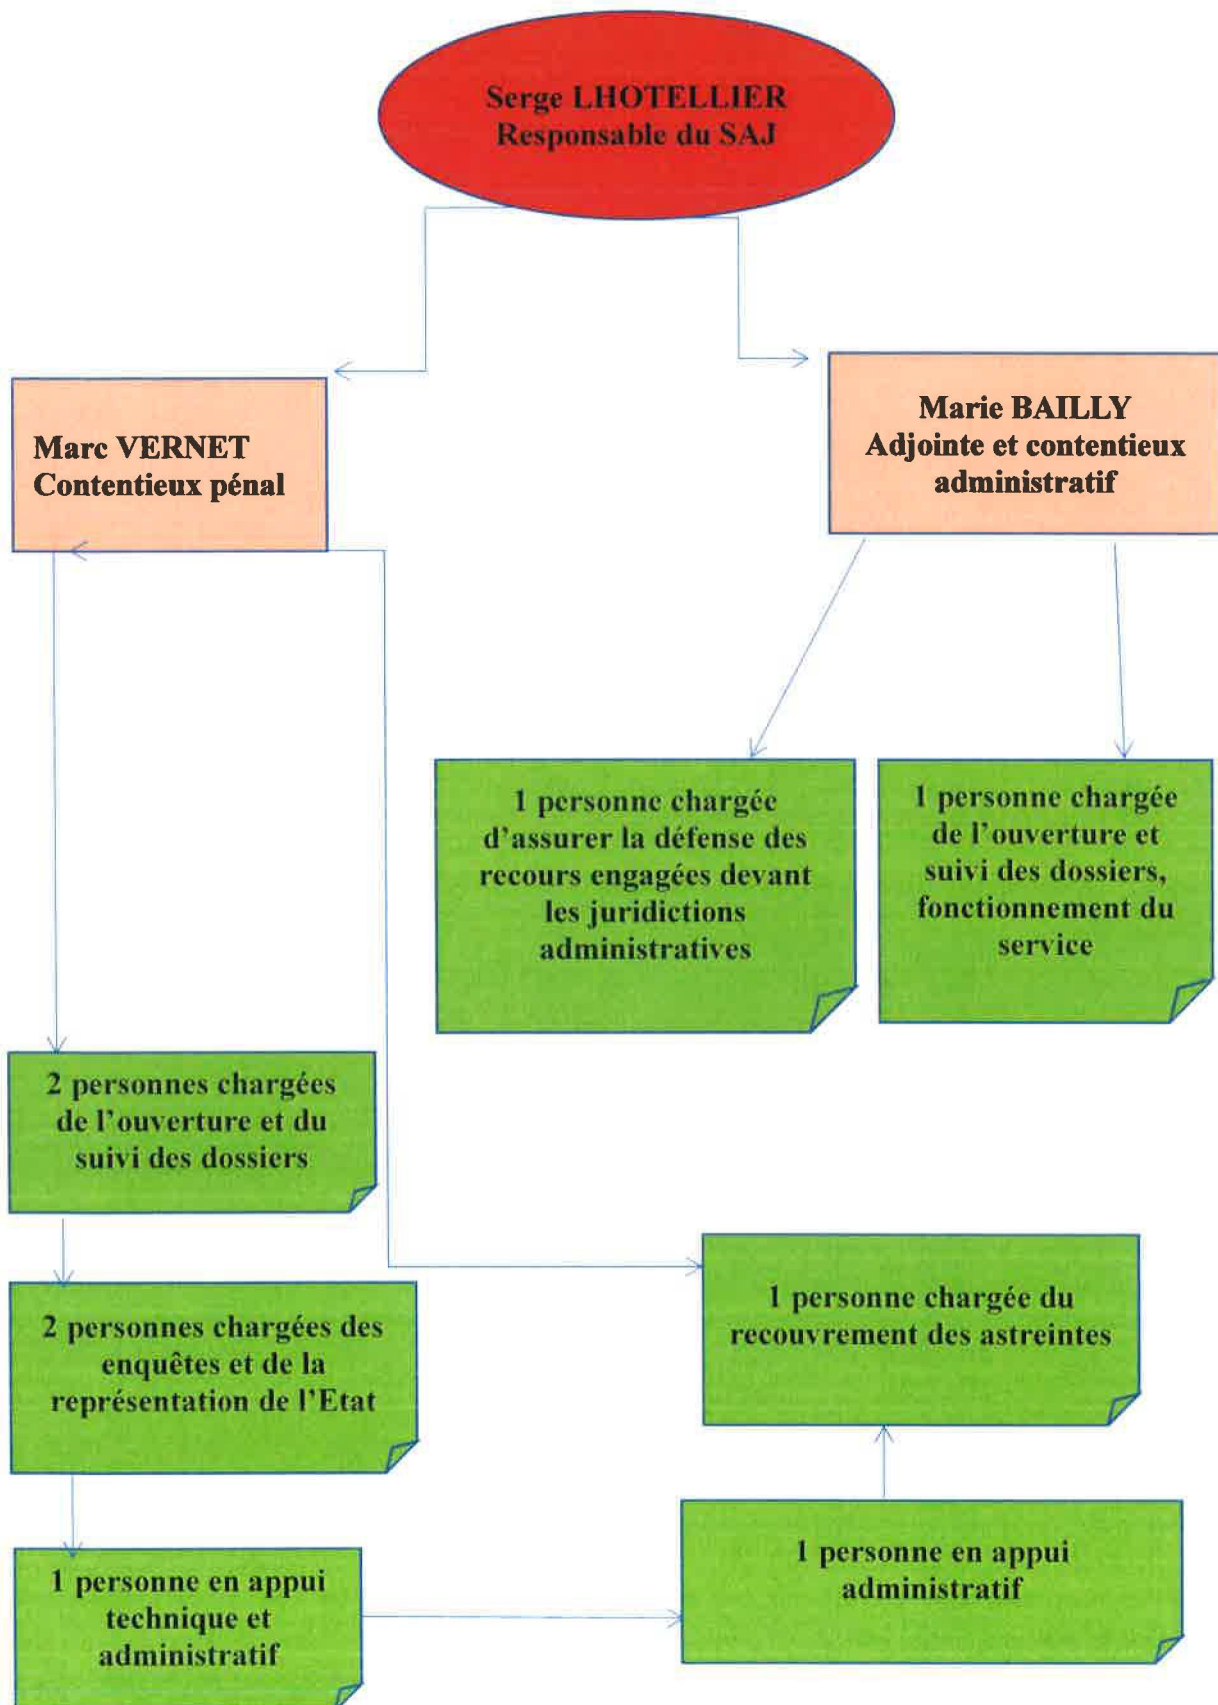 Serge LHOTELLIER
Responsable du SAJ
Marc VERNET
Contentieux pénal
Marie BAILLY
Adjointe et contentieux
administratif
1 personne chargée
d'assurer la défense des
recours engagées devant
les juridictions
administratives
1 personne chargée
de l'ouverture et
suivi des dossiers,
fonctionnement du
service
2 personnes chargées
de l'ouverture et du
suivi des dossiers
2 personnes chargées des
enquêtes et de la
représentation de l'Etat
1 personne chargée du
recouvrement des astreintes
1 personne en appui
technique et
administratif
1 personne en appui
administratif